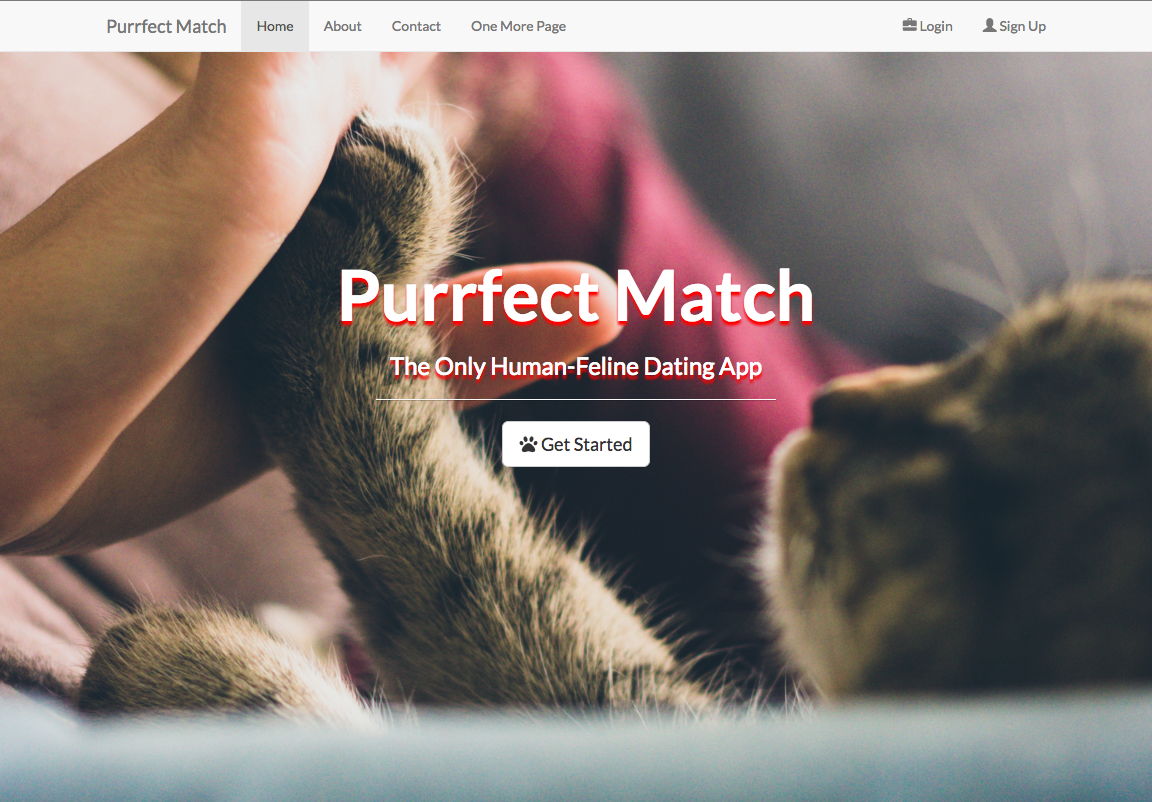 Purrfect Match Home About Contact One More Page Login Sign Up
Purrfect Match
The Only Human-Feline Dating App
Get Started